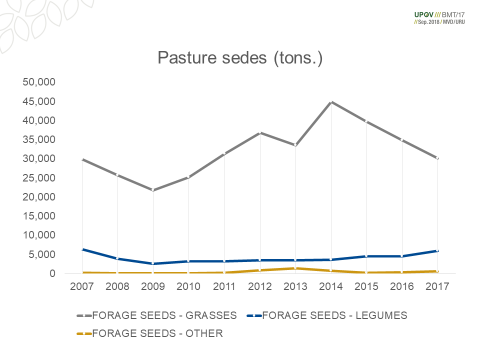 UPOV /// BMT/17
//Sep. 2018 / MVD/URU
Pasture sedes (tons.)
50,000
45,000
40,000
35,000
30,000
25,000
20,000
15,000
10,000
5,000
0
2007 2008 2009 2010 2011 2012 2013 2014 2015 2016 2017
FORAGE SEEDS - GRASSES FORAGE SEEDS - LEGUMES
FORAGE SEEDS - OTHER